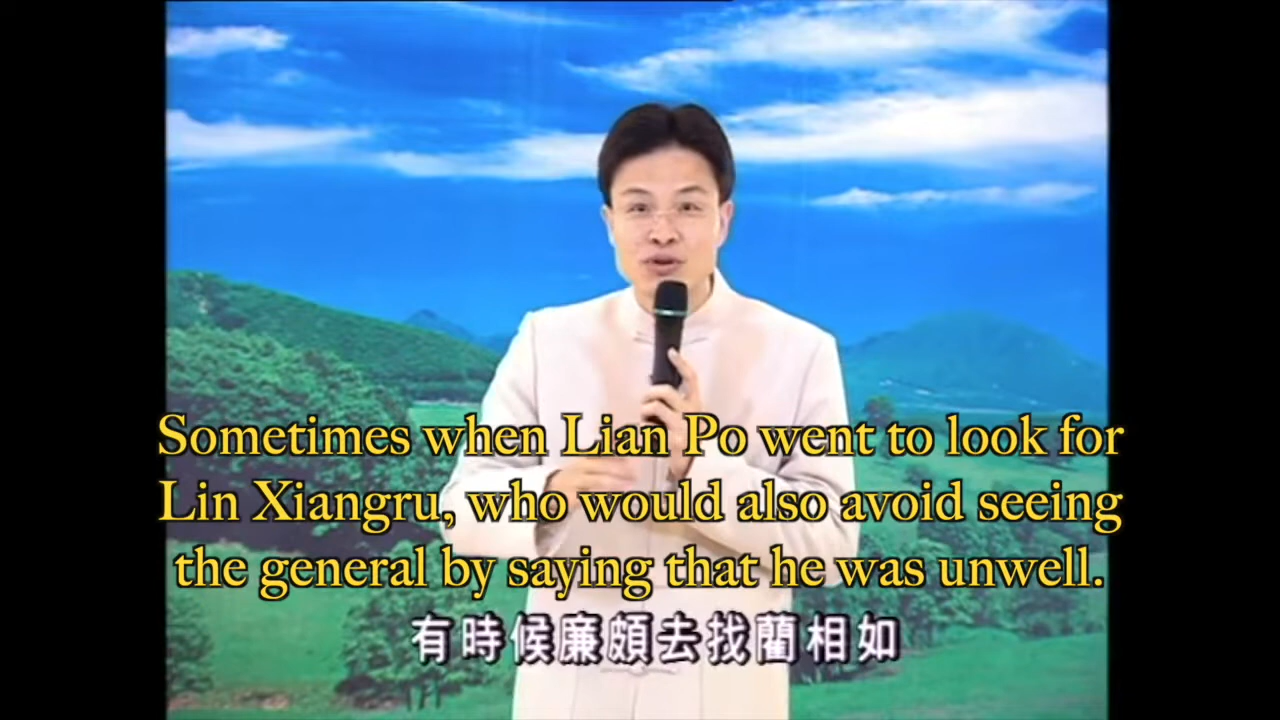 Sometimes when Lian Po went to look for
Lin Xiangru, who would also avoid seeing
the general by saying that he was unwell.
有時候廉頗去找藺相如